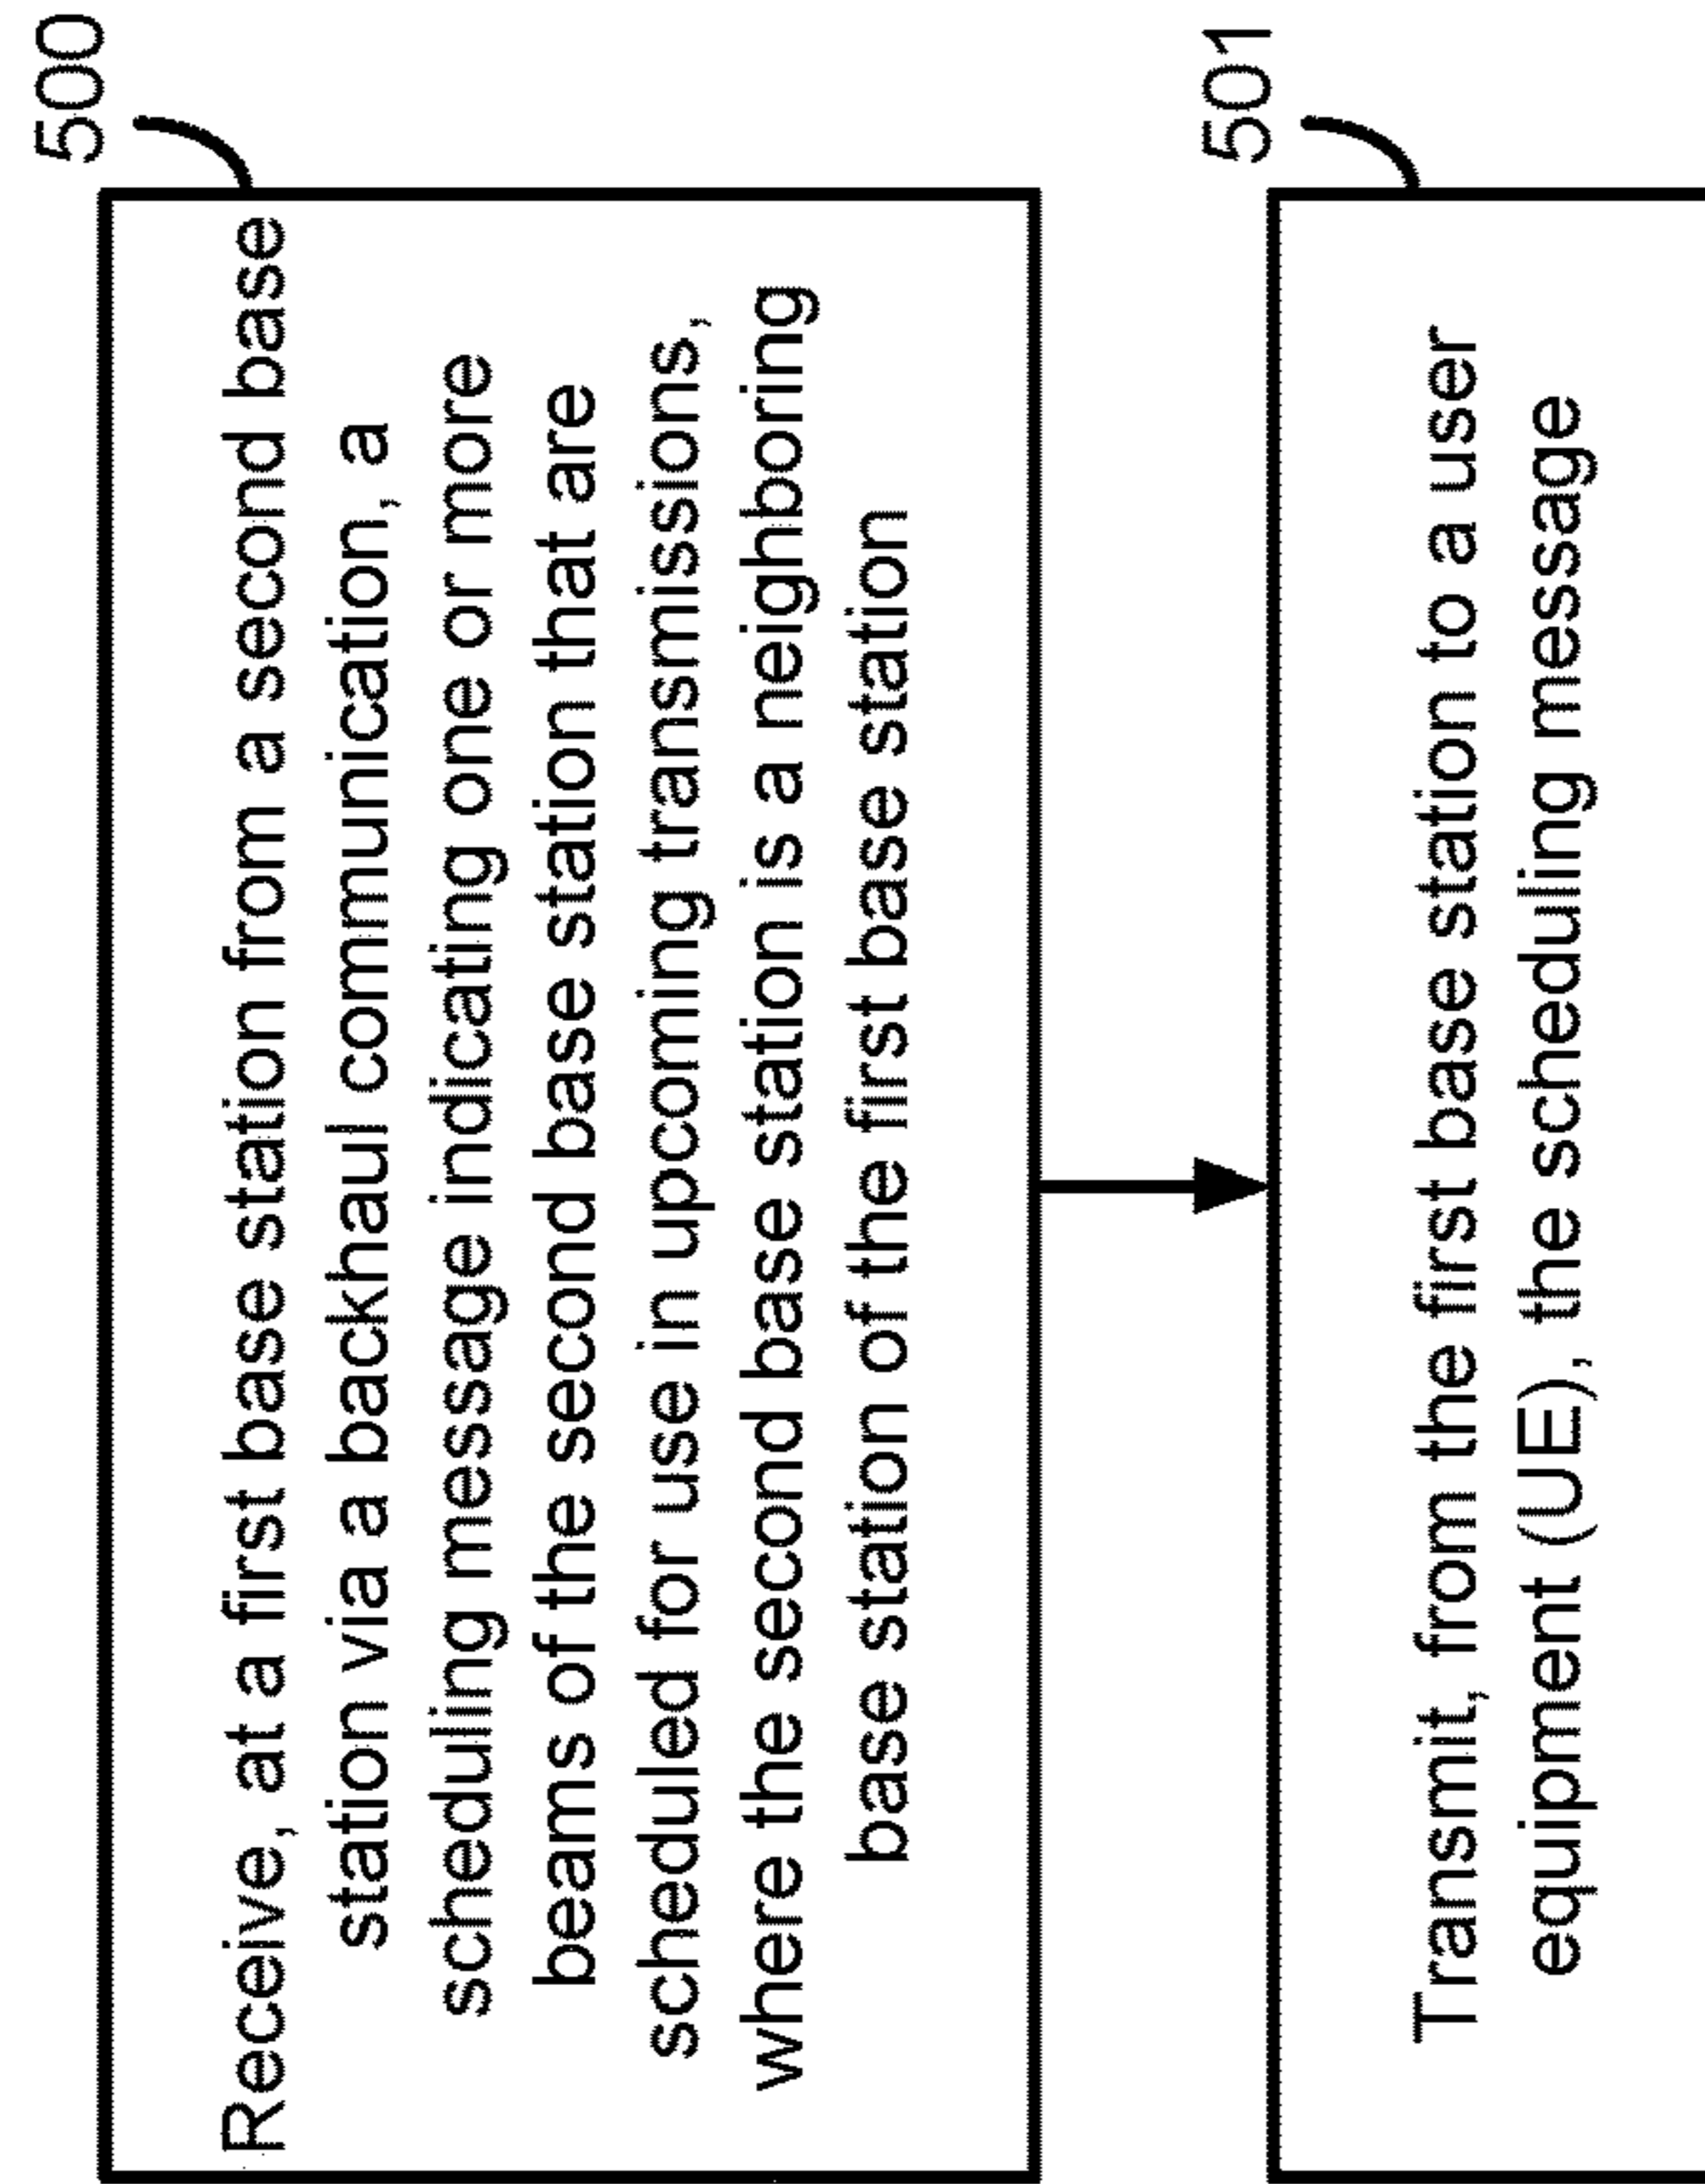 500
Receive, at a first base station from a second base
station via a backhaul communication, a
scheduling message indicating one or more
beams of the second base station that are
scheduled for use in upcoming transmissions,
where the second base station is a neighboring
base station of the first base station
501
Transmit, from the first base station to a user
equipment (UE), the scheduling message